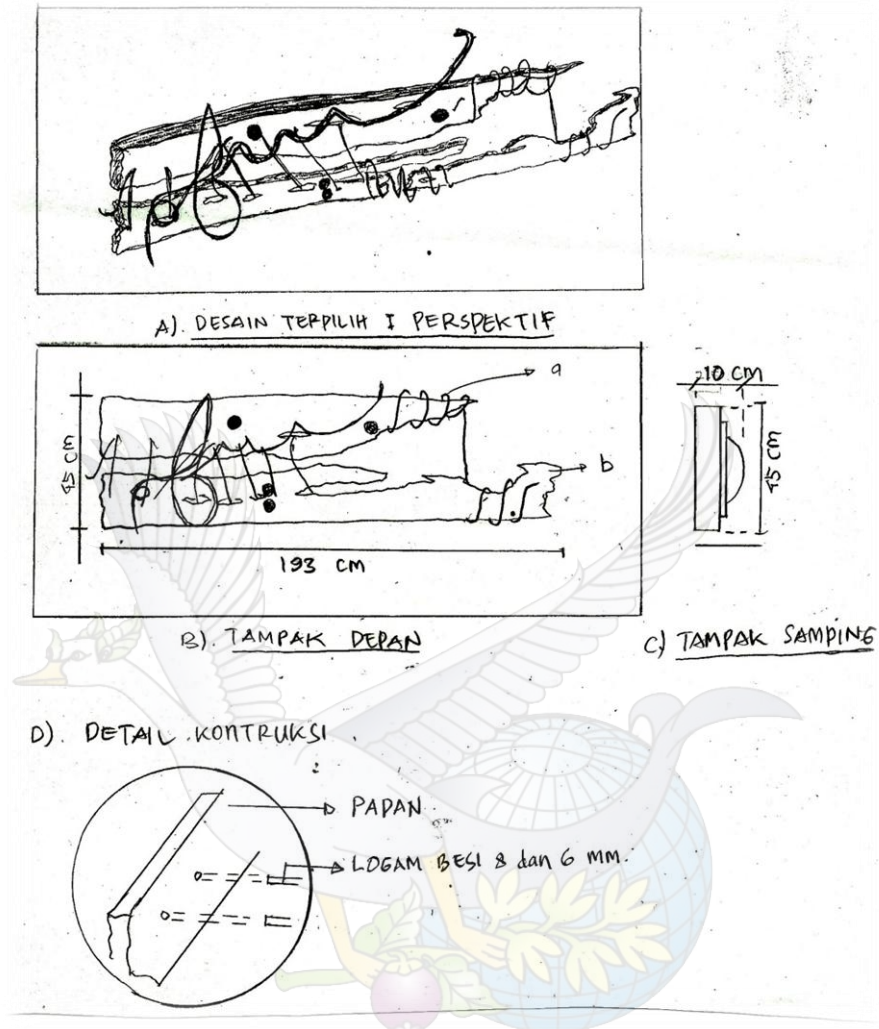 A). DESAIN TERPILIH I PERSPEKTIF
a
b
45 cm
193 CM
B). TAMPAK DEPAN
10 CM
45 cm
C) TAMPAK SAMPING
D). DETAIL KONTRUKSI.
PAPAN
LOGAM BESI 8 dan 6 mm.